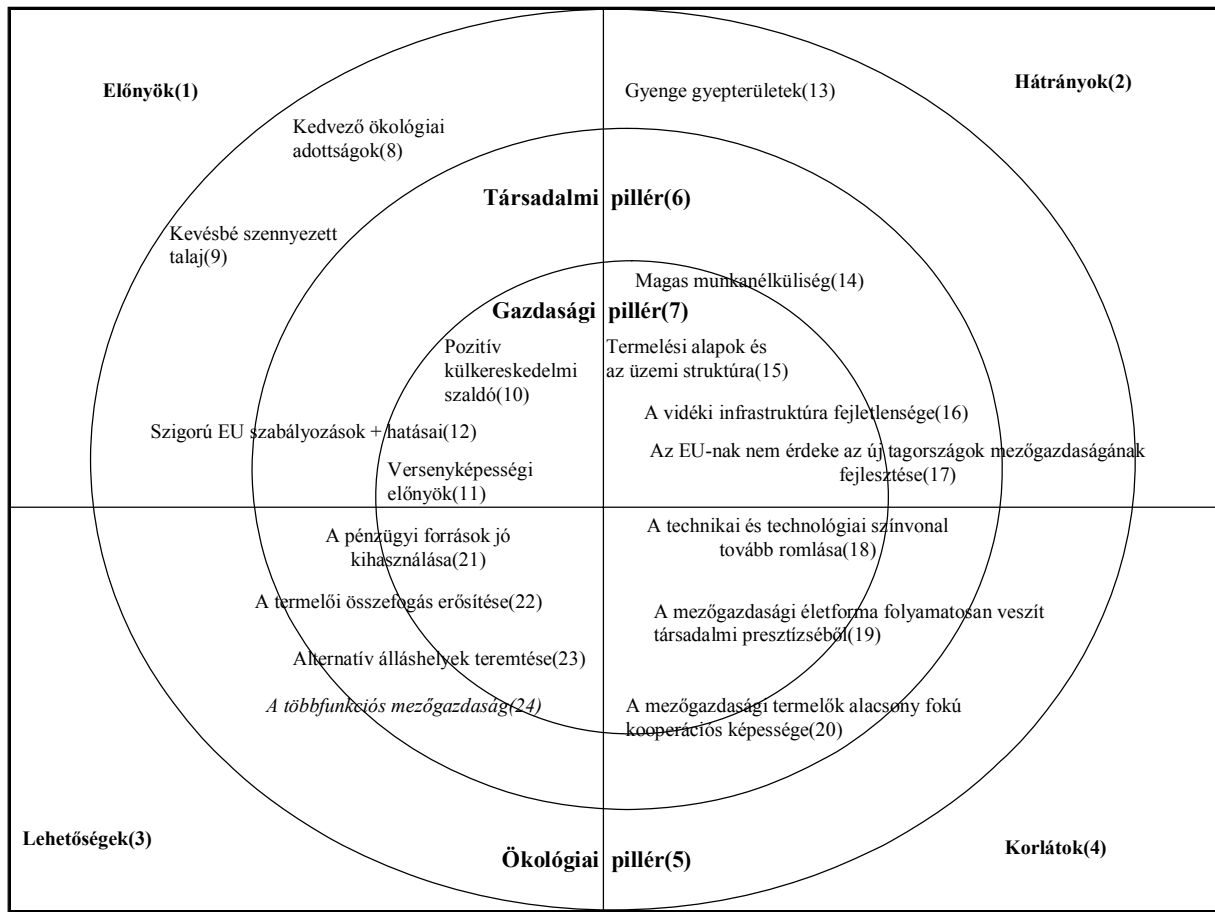 Előnyök(1)
Hátrányok(2)
Gyenge gyepterületek(13)
Kedvező ökológiai
adottságok(8)
Társadalmi pillér(6)
Kevésbé szennyezett
talaj(9)
Magas munkanélküliség(14)
Gazdasági pillér(7)
Pozitív
külkereskedelmi
szaldó(10)
Termelési alapok és
az üzemi struktúra(15)
A vidéki infrastruktúra fejletlensége(16)
Szigorú EU szabályozások + hatásai(12)
Az EU-nak nem érdeke az új tagországok mezőgazdaságának
fejlesztése(17)
Versenyképességi
előnyök(11)
A pénzügyi források jó
kihasználása(21)
A technikai és technológiai színvonal
tovább romlása(18)
A termelői összefogás erősítése(22)
A mezőgazdasági életforma folyamatosan veszít
társadalmi presztízséből(19)
Alternatív álláshelyek teremtése(23)
A többfunkciós mezőgazdaság(24)
A mezőgazdasági termelők alacsony fokú
kooperációs képessége(20)
Lehetőségek(3)
Ökológiai pillér(5)
Korlátok(4)